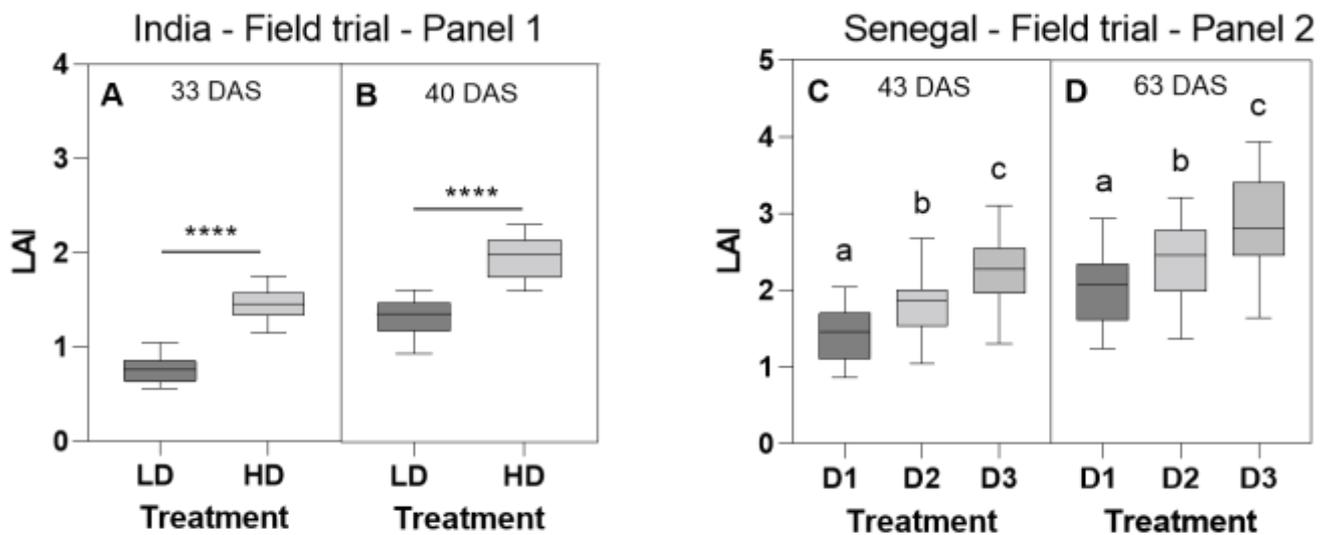 India - Field trial - Panel 1
A 33 DAS
B 40 DAS
LAI
4
3
2
1
0
****
****
LD HD
LD HD
Treatment
Treatment
Senegal - Field trial - Panel 2
C 43 DAS
D 63 DAS
LAI
5
4
3
2
1
0
a
b
c
a
b
c
D1 D2 D3
D1 D2 D3
Treatment
Treatment